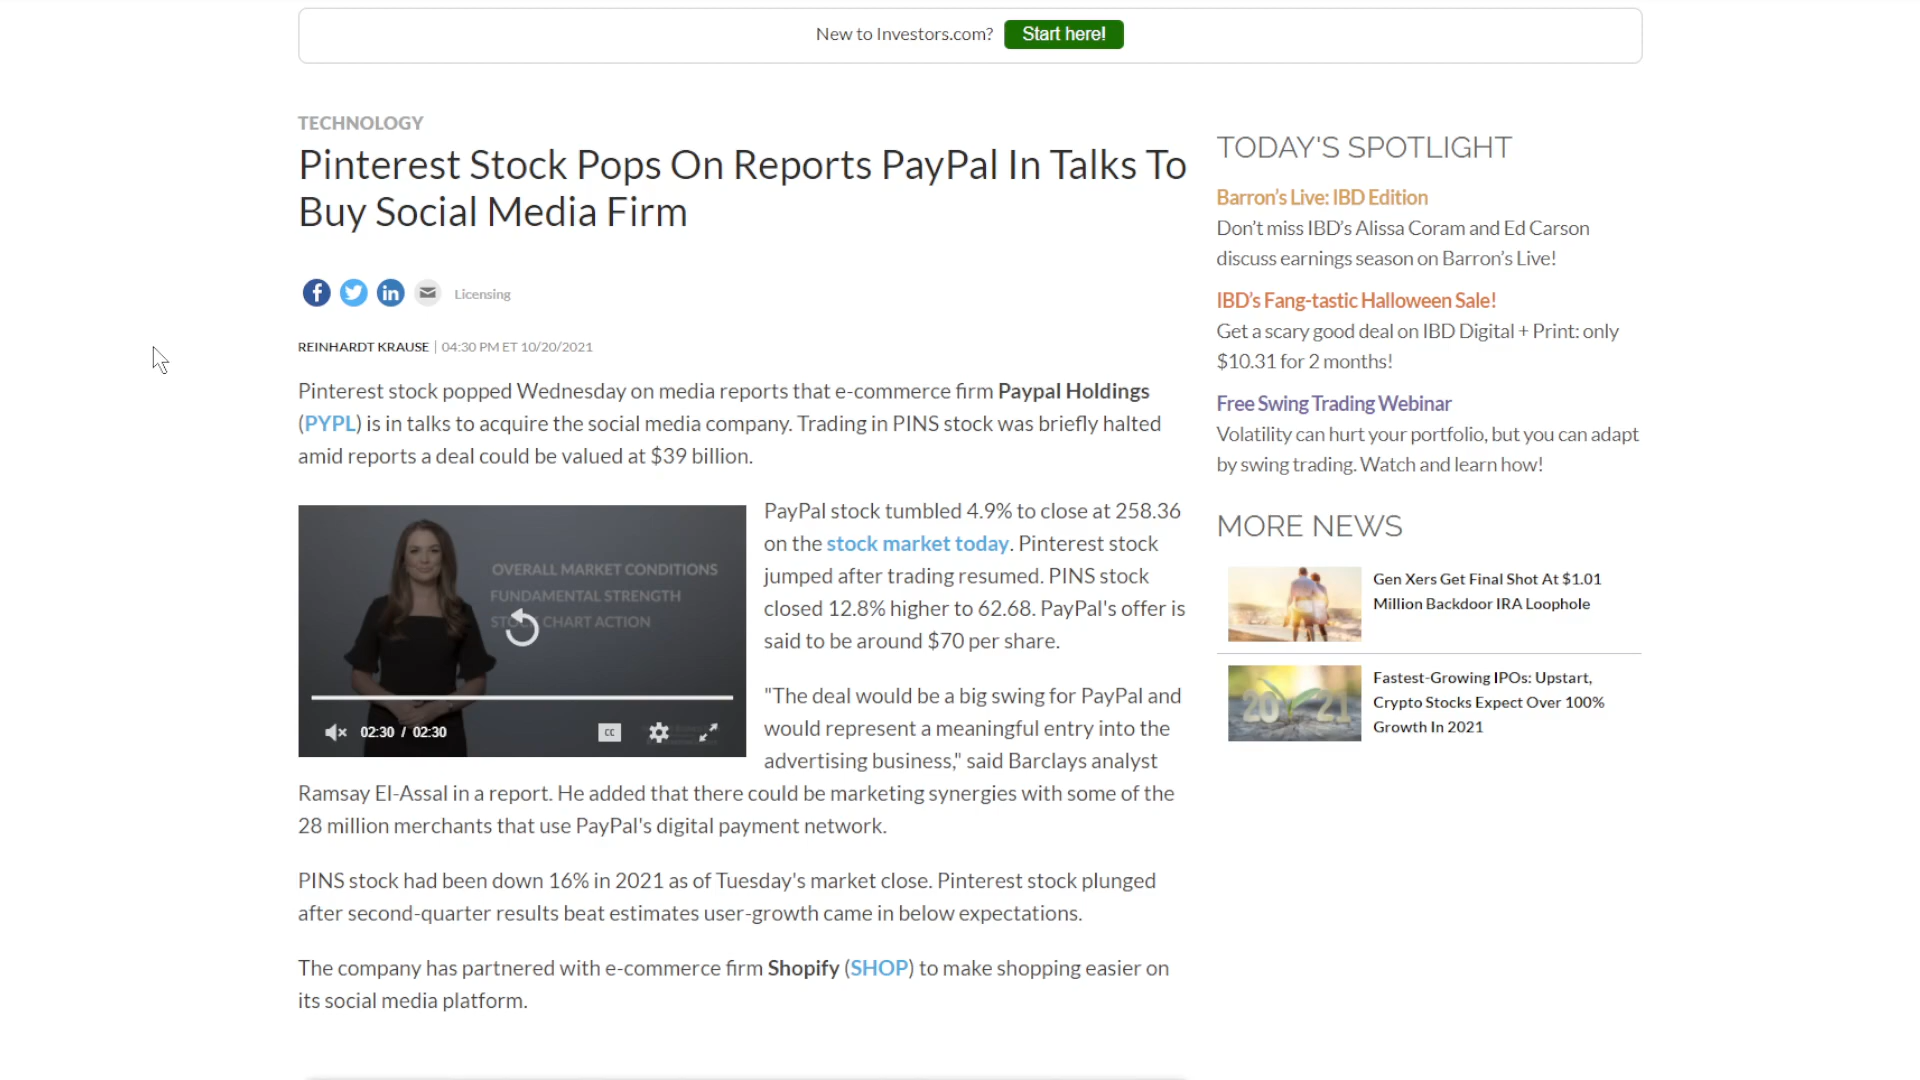 New to Investors.com? Start here!
TECHNOLOGY
Pinterest Stock Pops On Reports PayPal In Talks To
Buy Social Media Firm
Licensing
REINHARDT KRAUSE | 04:30 PM ET 10/20/2021
Pinterest stock popped Wednesday on media reports that e-commerce firm Paypal Holdings
(PYPL) is in talks to acquire the social media company. Trading in PINS stock was briefly halted
amid reports a deal could be valued at $39 billion.
OVERALL MARKET CONDITIONS
FUNDAMENTAL STRENGTH
STOCK CHART ACTION
02:30 / 02:30
CC
PayPal stock tumbled 4.9% to close at 258.36
on the stock market today. Pinterest stock
jumped after trading resumed. PINS stock
closed 12.8% higher to 62.68. PayPal's offer is
said to be around $70 per share.
"The deal would be a big swing for PayPal and
would represent a meaningful entry into the
advertising business," said Barclays analyst
Ramsay El-Assal in a report. He added that there could be marketing synergies with some of the
28 million merchants that use PayPal's digital payment network.
PINS stock had been down 16% in 2021 as of Tuesday's market close. Pinterest stock plunged
after second-quarter results beat estimates user-growth came in below expectations.
The company has partnered with e-commerce firm Shopify (SHOP) to make shopping easier on
its social media platform.
TODAY'S SPOTLIGHT
Barron's Live: IBD Edition
Don't miss IBD's Alissa Coram and Ed Carson
discuss earnings season on Barron's Live!
IBD's Fang-tastic Halloween Sale!
Get a scary good deal on IBD Digital + Print: only
$10.31 for 2 months!
Free Swing Trading Webinar
Volatility can hurt your portfolio, but you can adapt
by swing trading. Watch and learn how!
MORE NEWS
Gen Xers Get Final Shot At $1.01
Million Backdoor IRA Loophole
2021
Fastest-Growing IPOs: Upstart,
Crypto Stocks Expect Over 100%
Growth In 2021